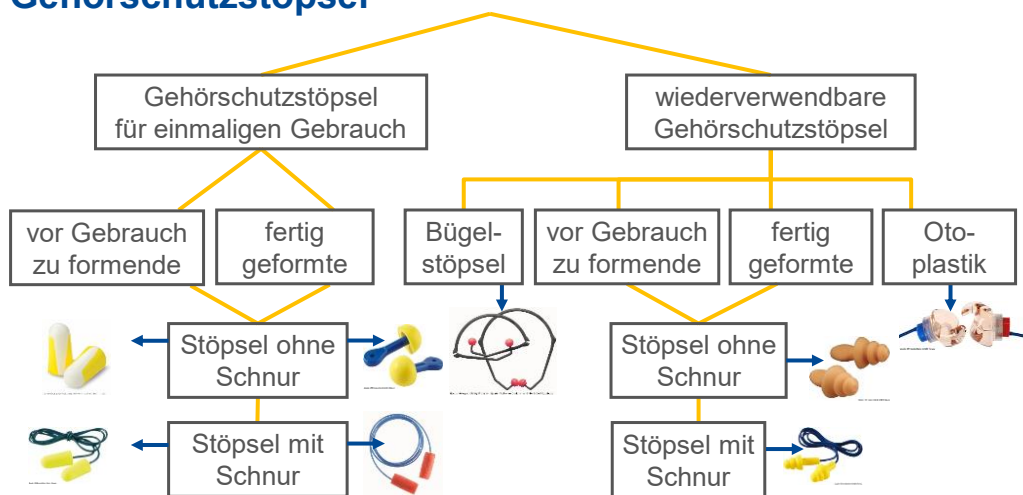 Gehörschutzstöpsel
Gehörschutzstöpsel
für einmaligen Gebrauch
wiederverwendbare
Gehörschutzstöpsel
vor Gebrauch
zu formende
fertig
geformte
Bügel-
stöpsel
vor Gebrauch
zu formende
fertig
geformte
Oto-
plastik
Stöpsel ohne
Schnur
Stöpsel ohne
Schnur
Stöpsel mit
Schnur
Stöpsel mit
Schnur